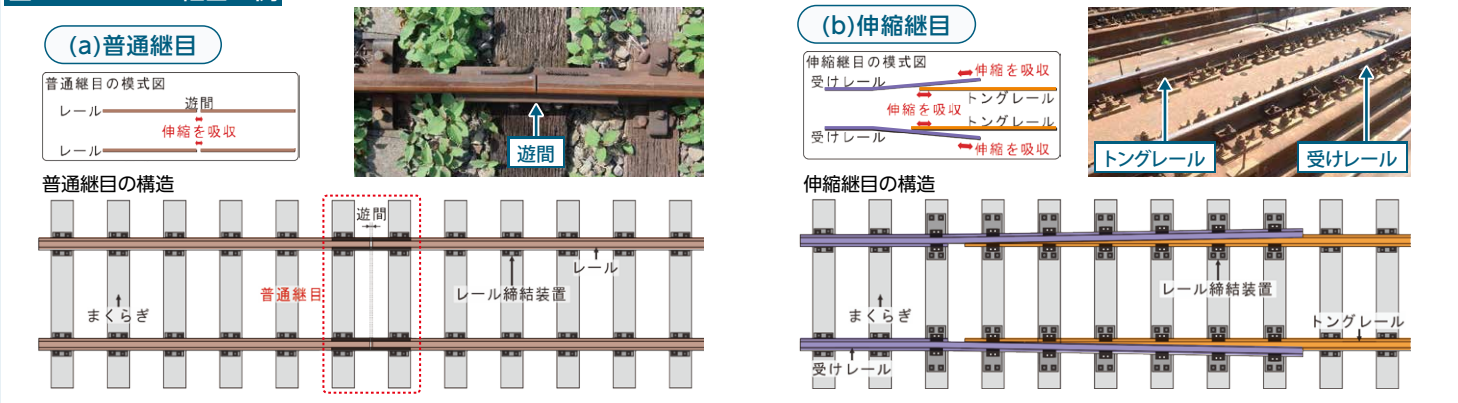 (a)普通継目
普通継目の模式図
遊間
レール
伸縮を吸収
レール
遊間
普通継目の構造
遊間
レール
普通継目
レール締結装置
まくらぎ
(b)伸縮継目
伸縮継目の模式図
伸縮を吸収
受けレール
トングレール
伸縮を吸収
トングレール
受けレール
伸縮を吸収
トングレール
受けレール
伸縮継目の構造
レール締結装置
まくらぎ
トングレール
受けレール